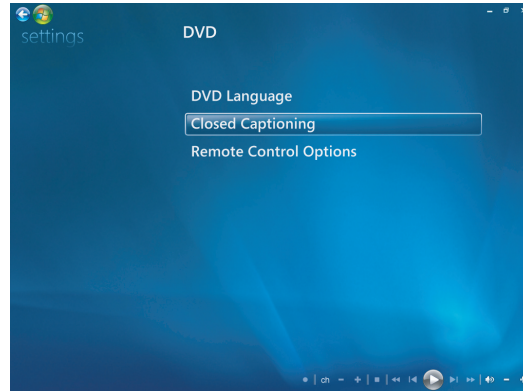 settings
DVD
DVD Language
Closed Captioning
Remote Control Options
ch